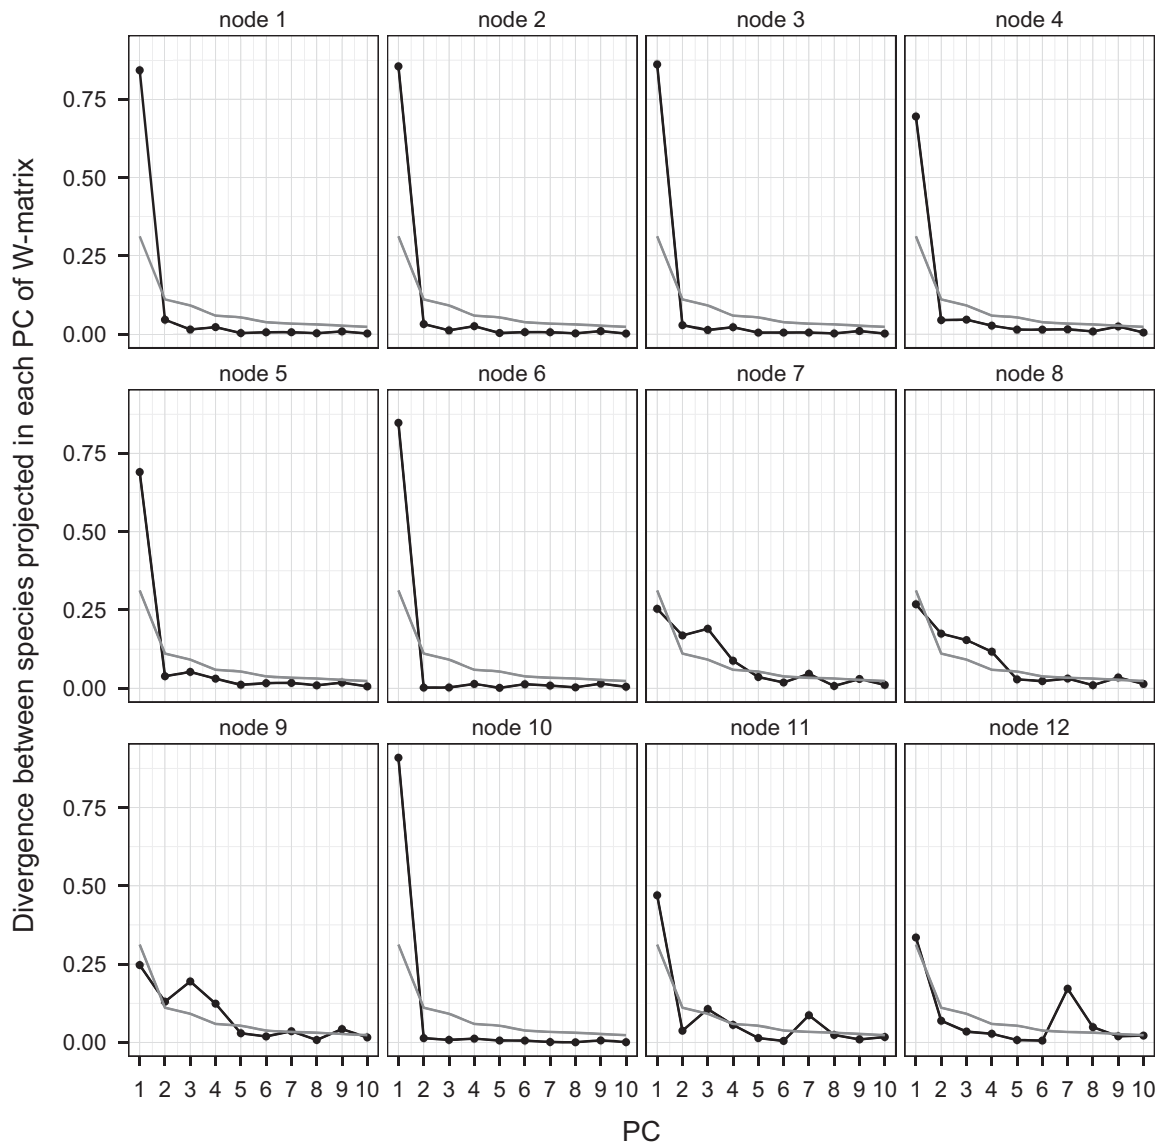 Divergence between species projected in each PC of W-matrix
node 1 node 2 node 3 node 4
0.75
0.50
0.25
0.00
node 5 node 6 node 7 node 8
0.75
0.50
0.25
0.00
node 9 node 10 node 11 node 12
0.75
0.50
0.25
0.00
1 2 3 4 5 6 7 8 9 10 1 2 3 4 5 6 7 8 9 10 1 2 3 4 5 6 7 8 9 10 1 2 3 4 5 6 7 8 9 10
PC